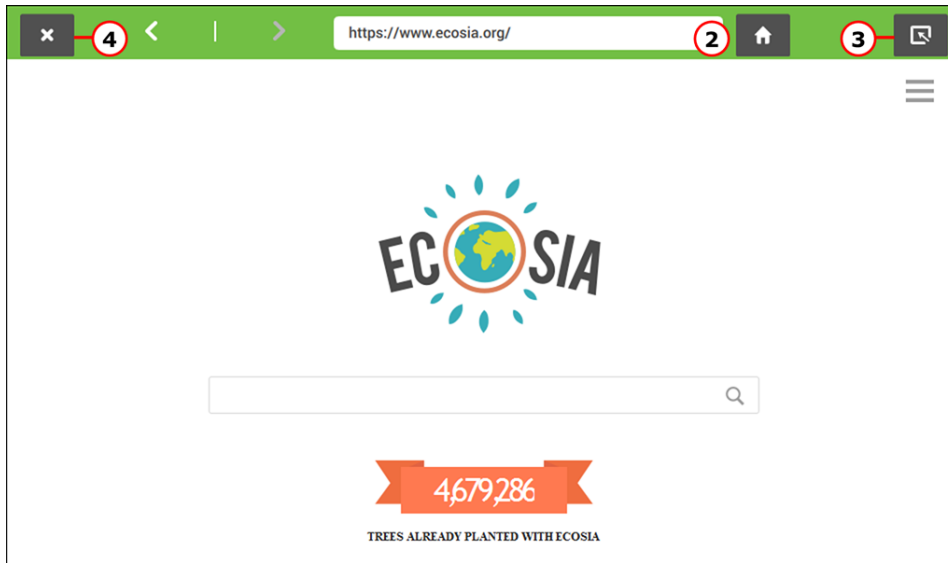 4
https://www.ecosia.org/
2
3
ECOSIA
4,679,286
TREES ALREADY PLANTED WITH ECOSIA